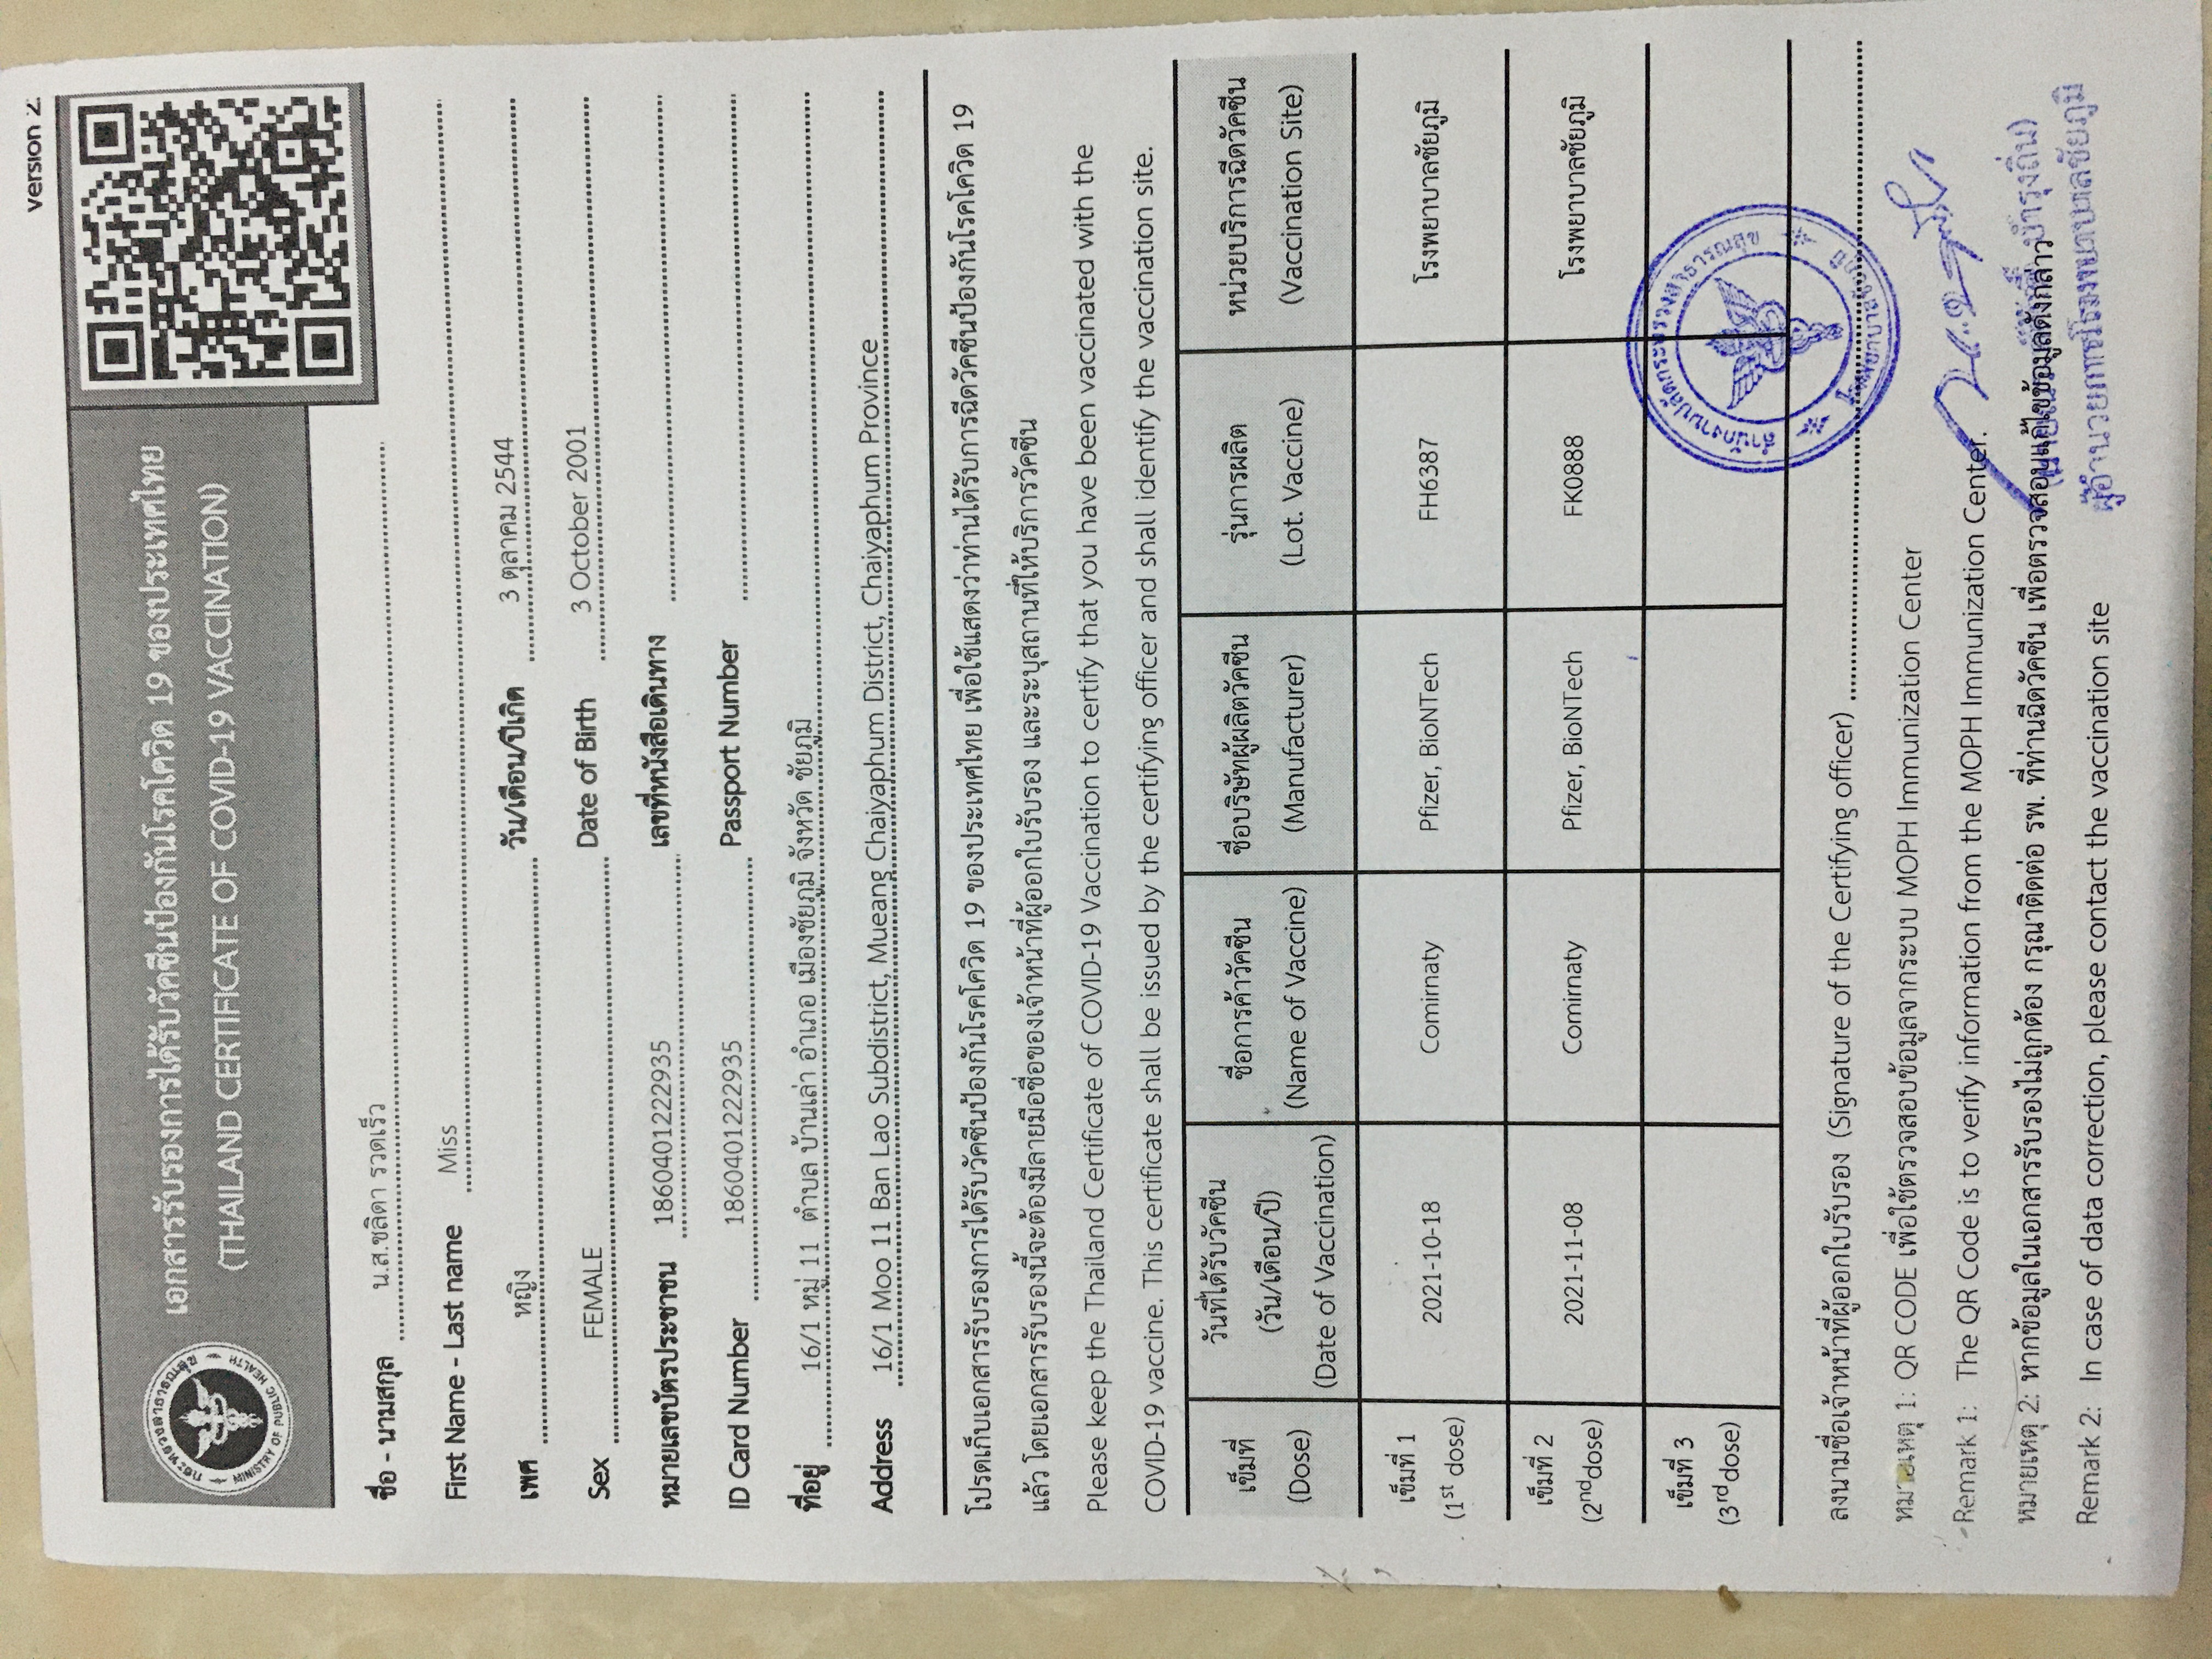 Version 2.
กระทรวงสาธารณสุข
MINISTRY OF PUBLIC HEALTH
เอกสารรับรองการได้รับวัคซีนป้องกันโรคโควิด 19 ของประเทศไทย
(THAILAND CERTIFICATE OF COVID-19 VACCINATION)
ชื่อ - นามสกุล น.ส.ชลิดา รวดเร็ว
First Name - Last name Miss
เพศ หญิง วัน/เดือน/ปีเกิด 3 ตุลาคม 2544
Sex FEMALE Date of Birth 3 October 2001
หมายเลขบัตรประชาชน 1860401222935 เลขที่หนังสือเดินทาง
ID Card Number 1860401222935 Passport Number
ที่อยู่ 16/1 หมู่ 11 ตำบล บ้านเล่า อำเภอ เมืองชัยภูมิ จังหวัด ชัยภูมิ
Address 16/1 Moo 11 Ban Lao Subdistrict, Mueang Chaiyaphum District, Chaiyaphum Province
โปรดเก็บเอกสารรับรองการได้รับวัคซีนป้องกันโรคโควิด 19 ของประเทศไทย เพื่อใช้แสดงว่าท่านได้รับการฉีดวัคซีนป้องกันโรคโควิด 19
แล้ว โดยเอกสารรับรองนี้จะต้องมีลายมือชื่อของเจ้าหน้าที่ผู้ออกใบรับรอง และระบุสถานที่ให้บริการวัคซีน
Please keep the Thailand Certificate of COVID-19 Vaccination to certify that you have been vaccinated with the
COVID-19 vaccine. This certificate shall be issued by the certifying officer and shall identify the vaccination site.
เข็มที่ (Dose)
วันที่ได้รับวัคซีน (วัน/เดือน/ปี) (Date of Vaccination)
ชื่อการค้าวัคซีน (Name of Vaccine)
ชื่อบริษัทผู้ผลิตวัคซีน (Manufacturer)
รุ่นการผลิต (Lot. Vaccine)
หน่วยบริการฉีดวัคซีน (Vaccination Site)
เข็มที่ 1 (1st dose) 2021-10-18 Comirnaty Pfizer, BioNTech FH6387 โรงพยาบาลชัยภูมิ
เข็มที่ 2 (2nd dose) 2021-11-08 Comirnaty Pfizer, BioNTech FK0888 โรงพยาบาลชัยภูมิ
เข็มที่ 3 (3rd dose)
สำนักงานปลัดกระทรวงสาธารณสุข
โรงพยาบาลชัยภูมิ
ลงนามชื่อเจ้าหน้าที่ผู้ออกใบรับรอง (Signature of the Certifying officer)
หมายเหตุ 1: QR CODE เพื่อใช้ตรวจสอบข้อมูลจากระบบ MOPH Immunization Center
Remark 1: The QR Code is to verify information from the MOPH Immunization Center.
หมายเหตุ 2: หากข้อมูลในเอกสารรับรองไม่ถูกต้อง กรุณาติดต่อ รพ. ที่ท่านฉีดวัคซีน เพื่อตรวจสอบแก้ไขข้อมูลดังกล่าว
บำรุงถิ่น)
Remark 2: In case of data correction, please contact the vaccination site
ผู้อำนวยการโรงพยาบาลชัยภูมิ